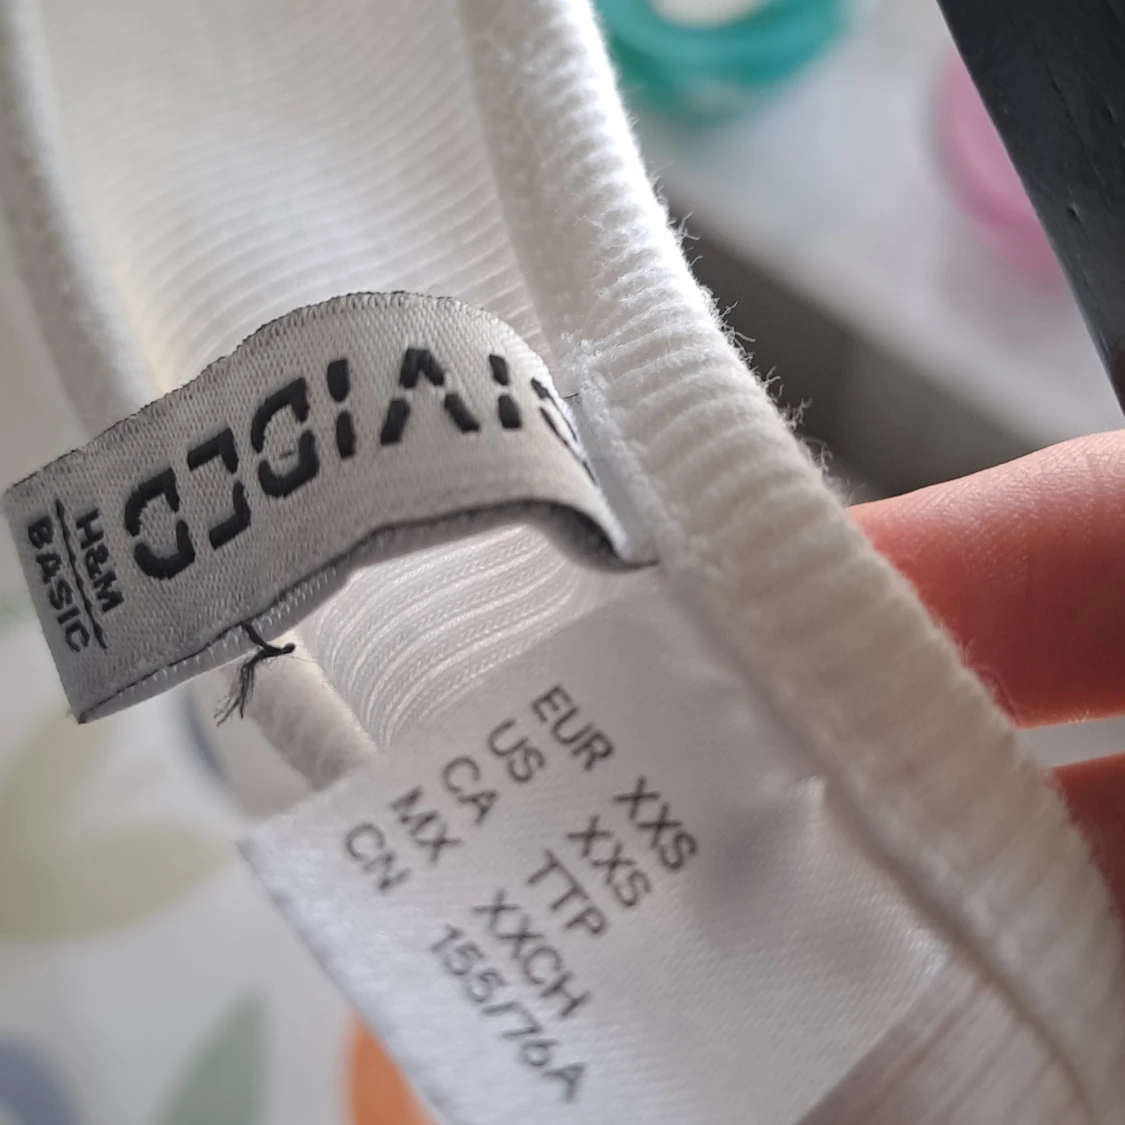 DIVIDED
H&M
BASIC
EUR XXS
US XXS
CA TTP
MX XXCH
CN 155/76A